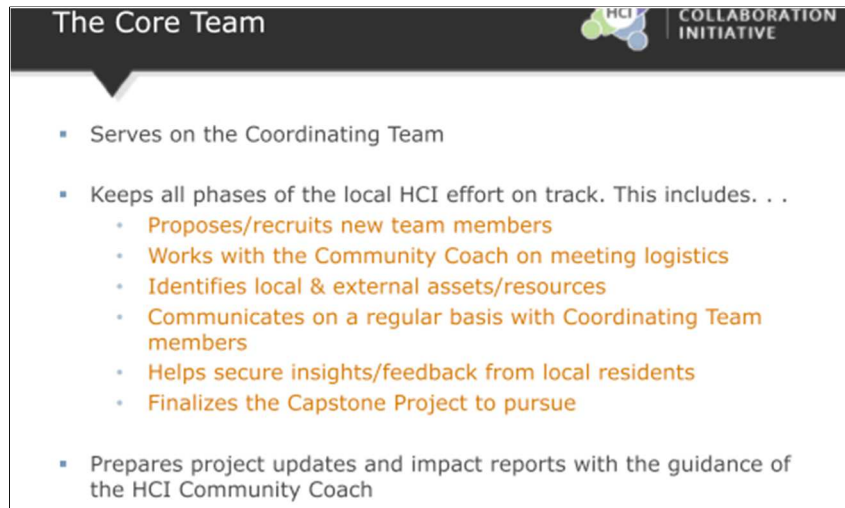 The Core Team
HCI
COLLABORATION
INITIATIVE
▪ Serves on the Coordinating Team
▪ Keeps all phases of the local HCI effort on track. This includes. . .
• Proposes/recruits new team members
• Works with the Community Coach on meeting logistics
• Identifies local & external assets/resources
• Communicates on a regular basis with Coordinating Team
members
• Helps secure insights/feedback from local residents
• Finalizes the Capstone Project to pursue
▪ Prepares project updates and impact reports with the guidance of
the HCI Community Coach